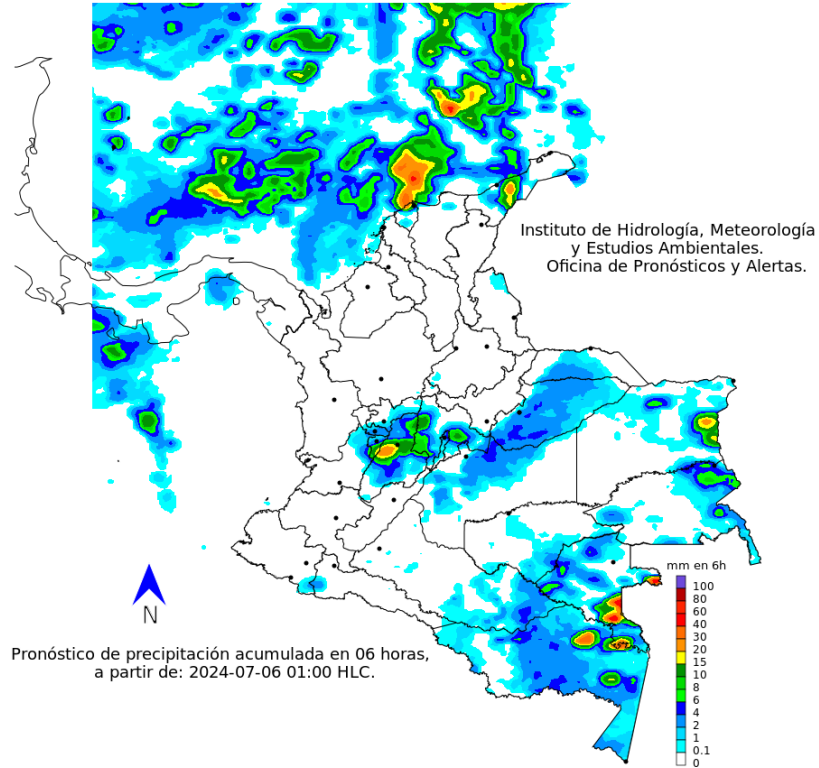 Instituto de Hidrología, Meteorología
y Estudios Ambientales.
Oficina de Pronósticos y Alertas.
mm en 6h
100
80
60
40
30
20
15
10
8
6
4
2
1
0.1
0
N
Pronóstico de precipitación acumulada en 06 horas,
a partir de: 2024-07-06 01:00 HLC.